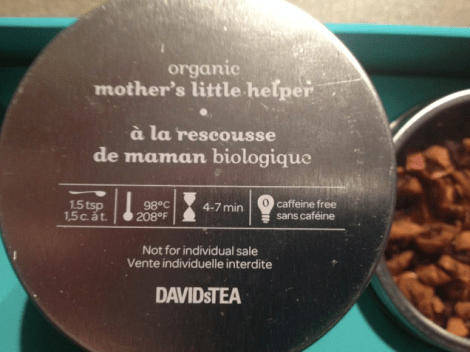 organic
mother's little helper
•
à la rescousse
de maman biologique
1.5 tsp
1,5 c. à t.
98°C
208°F
4-7 min
0
caffeine free
sans caféine
Not for individual sale
Vente individuelle interdite
DAVIDsTEA